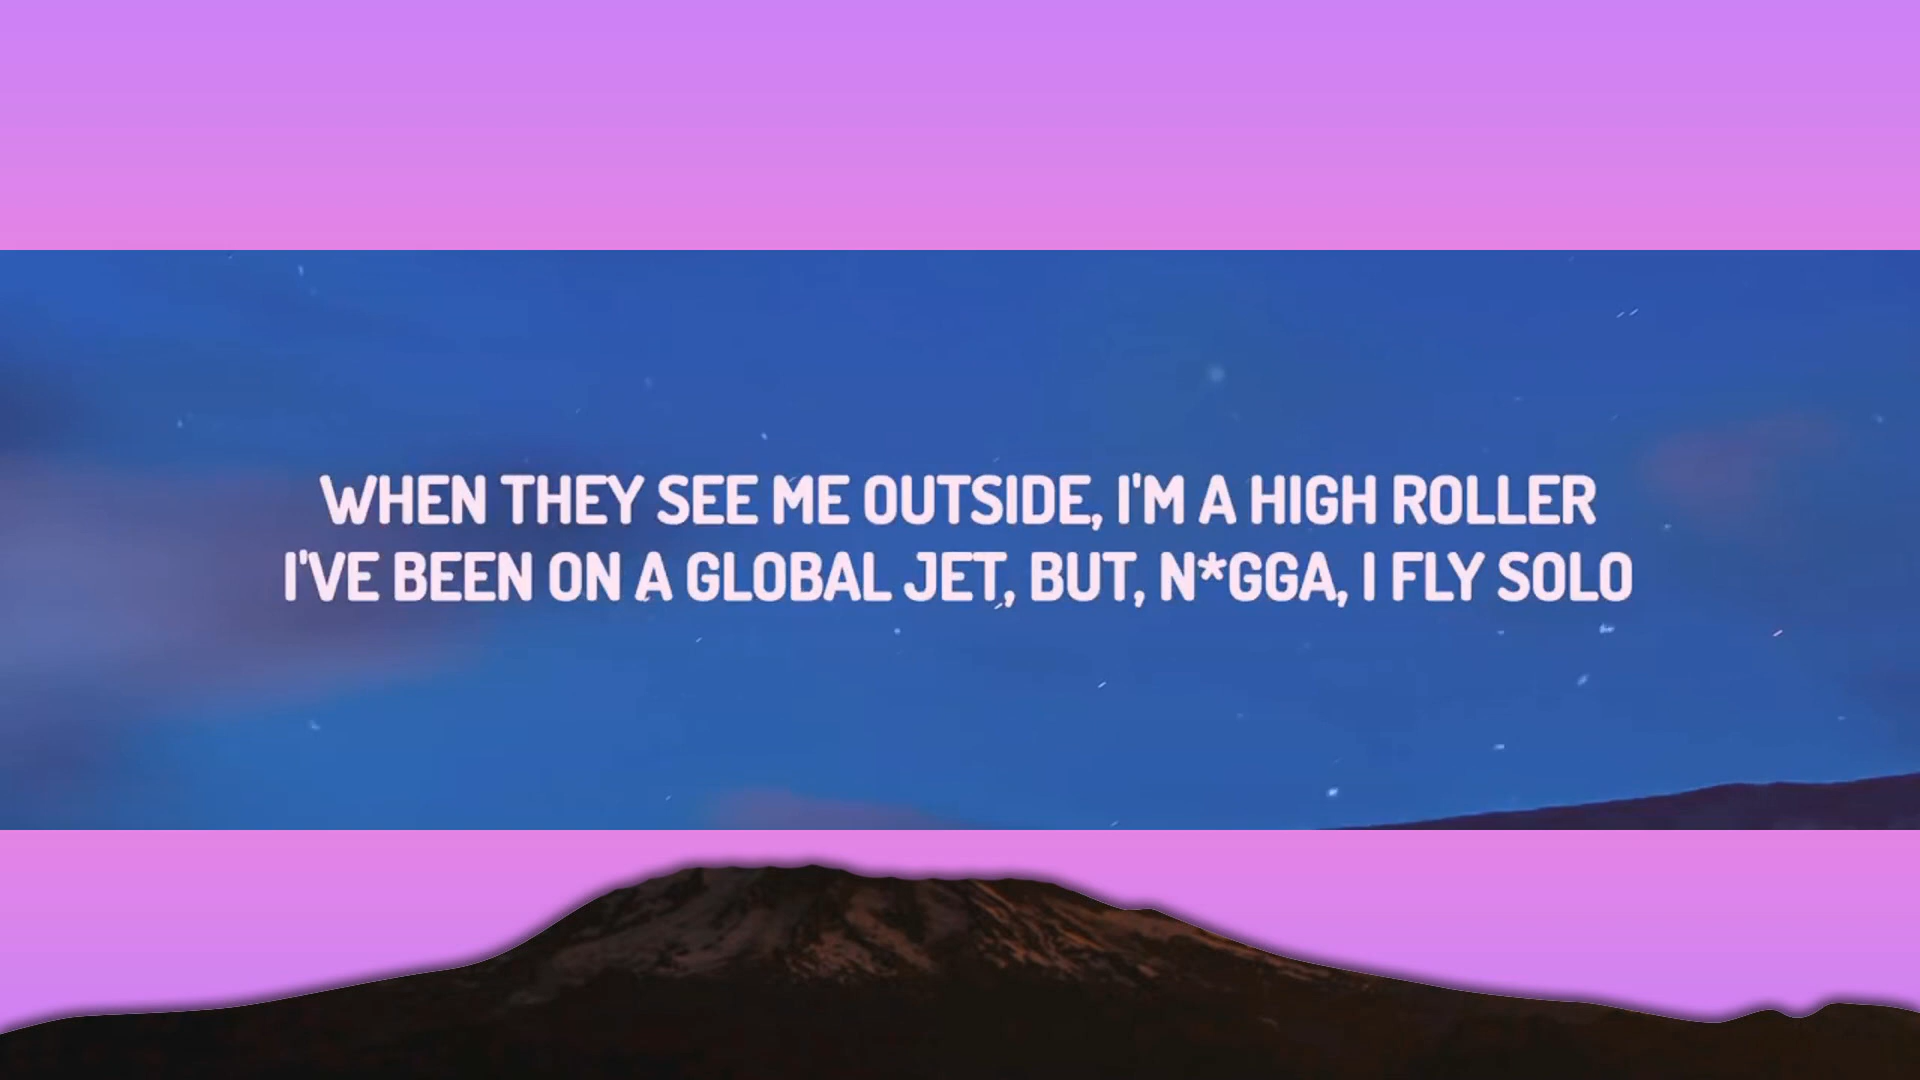 WHEN THEY SEE ME OUTSIDE, I'M A HIGH ROLLER
I'VE BEEN ON A GLOBAL JET, BUT, N*GGA, I FLY SOLO